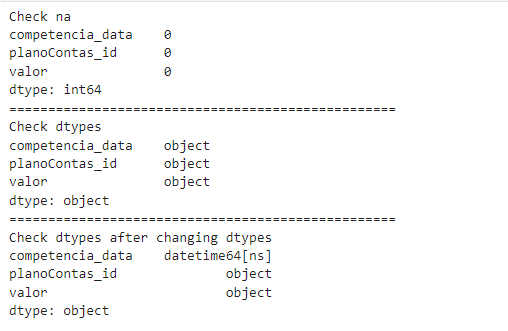 Check na
competencia_data    0
planoContas_id      0
valor               0
dtype: int64
==================================================
Check dtypes
competencia_data    object
planoContas_id      object
valor               object
dtype: object
==================================================
Check dtypes after changing dtypes
competencia_data    datetime64[ns]
planoContas_id              object
valor                       object
dtype: object